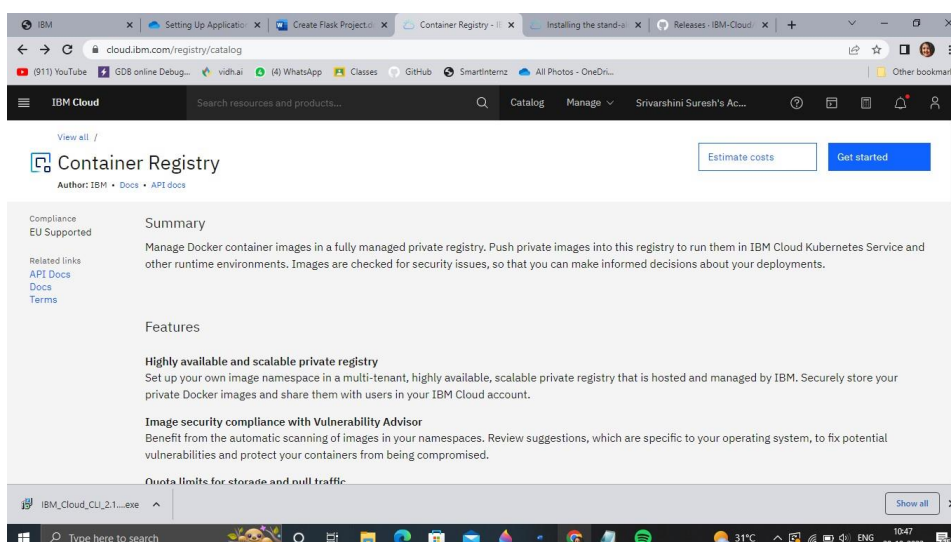 IBM
Setting Up Application
Create Flask Project.d
Container Registry - I
Installing the stand-a
Releases · IBM-Cloud
cloud.ibm.com/registry/catalog
(911) YouTube
GDB online Debug...
vidh.ai
(4) WhatsApp
Classes
GitHub
SmartInternz
All Photos - OneDri...
Other bookmar
IBM Cloud
Search resources and products...
Catalog
Manage
Srivarshini Suresh's Ac...
View all /
Container Registry
Author: IBM • Docs • API docs
Estimate costs
Get started
Compliance
EU Supported
Related links
API Docs
Docs
Terms
Summary
Manage Docker container images in a fully managed private registry. Push private images into this registry to run them in IBM Cloud Kubernetes Service and
other runtime environments. Images are checked for security issues, so that you can make informed decisions about your deployments.
Features
Highly available and scalable private registry
Set up your own image namespace in a multi-tenant, highly available, scalable private registry that is hosted and managed by IBM. Securely store your
private Docker images and share them with users in your IBM Cloud account.
Image security compliance with Vulnerability Advisor
Benefit from the automatic scanning of images in your namespaces. Review suggestions, which are specific to your operating system, to fix potential
vulnerabilities and protect your containers from being compromised.
Quota limits for storage and pull traffic
IBM_Cloud_CLI_2.1....exe
Show all
Type here to search
31°C
ENG
10:47